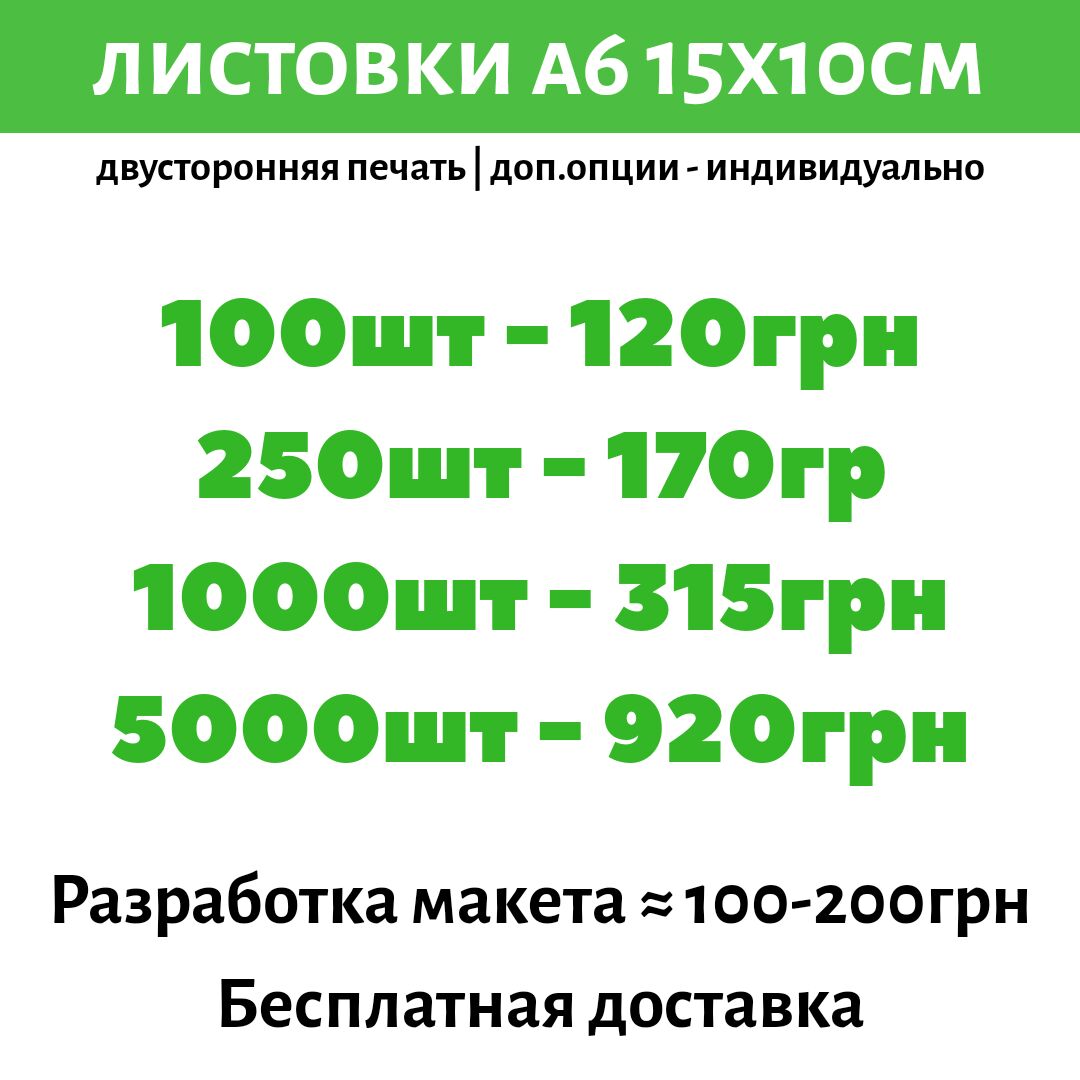 ЛИСТОВКИ А6 15Х10СМ
двусторонняя печать | доп.опции - индивидуально
100шт - 120грн
250шт - 170гр
1000шт - 315грн
5000шт - 920грн
Разработка макета ≈ 100-200грн
Бесплатная доставка